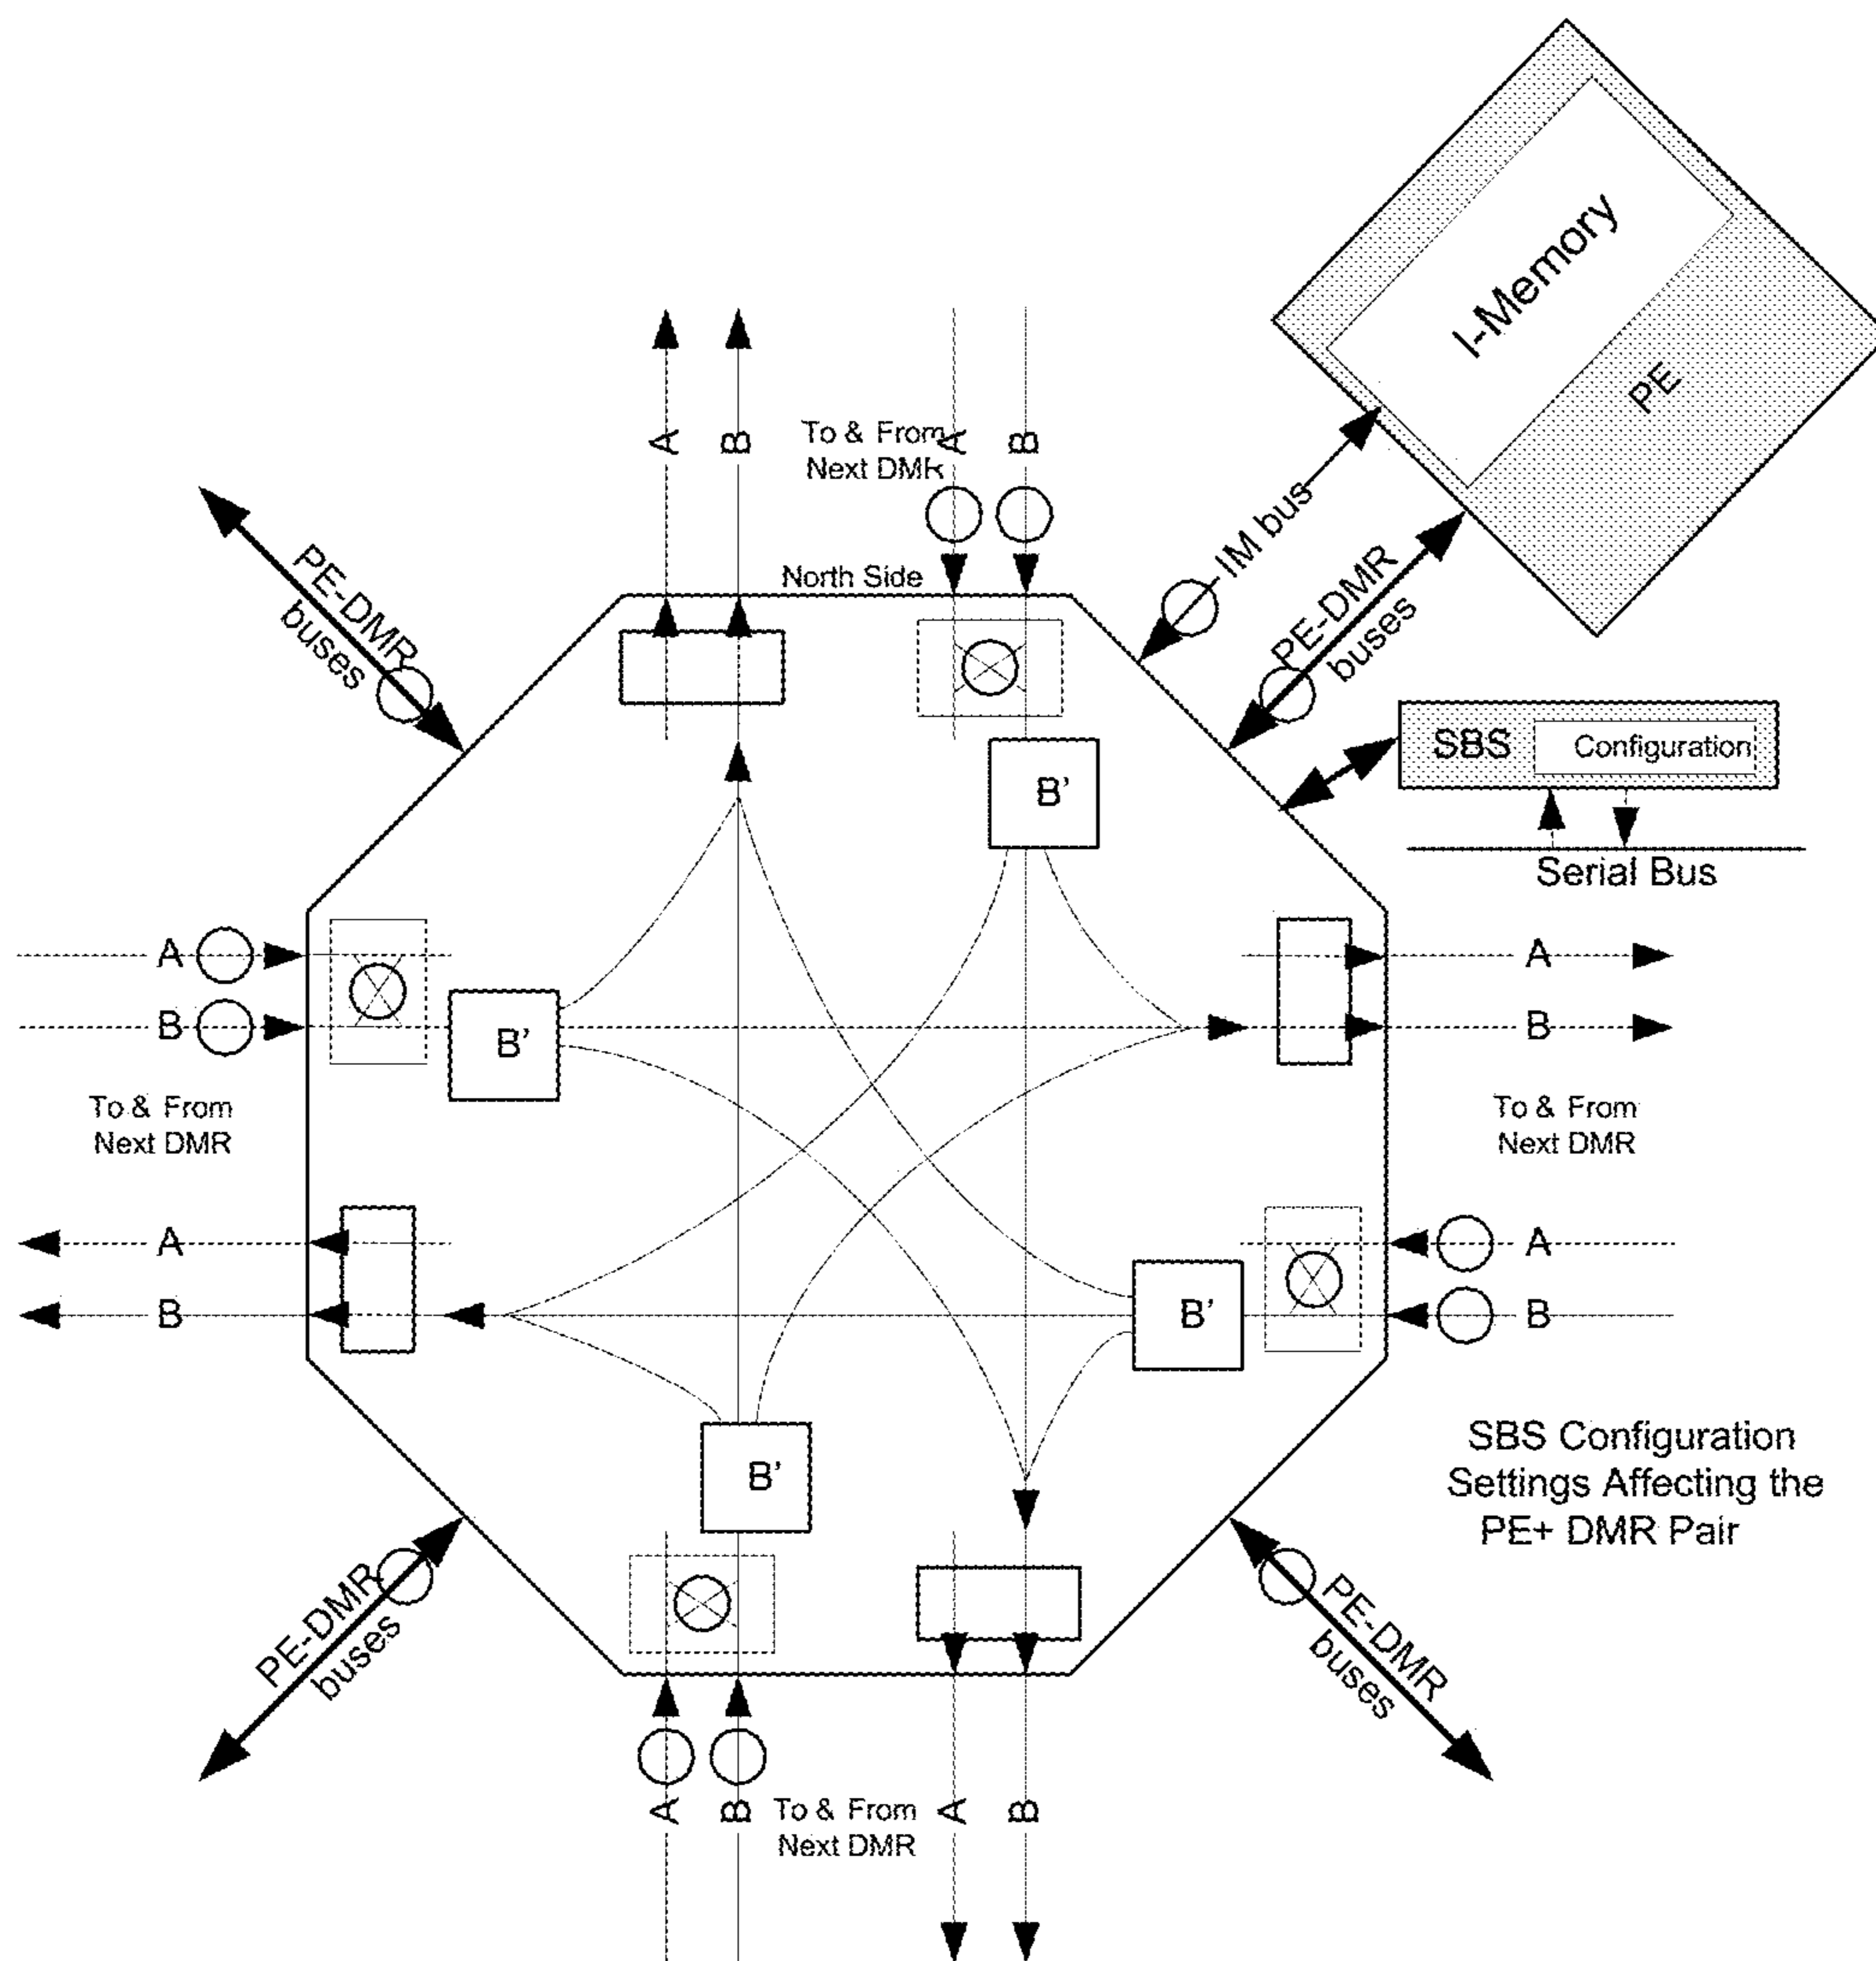 I-Memory
PE
A
B
To & From
Next DMR
A
B
IM bus
PE-DMR
buses
PE-DMR
buses
North Side
SBS
Configuration
Serial Bus
B'
A
B
B'
A
B
To & From
Next DMR
To & From
Next DMR
A
B
B'
A
B
B'
SBS Configuration
Settings Affecting the
PE+ DMR Pair
PE-DMR
buses
PE-DMR
buses
A
B
To & From
Next DMR
A
B